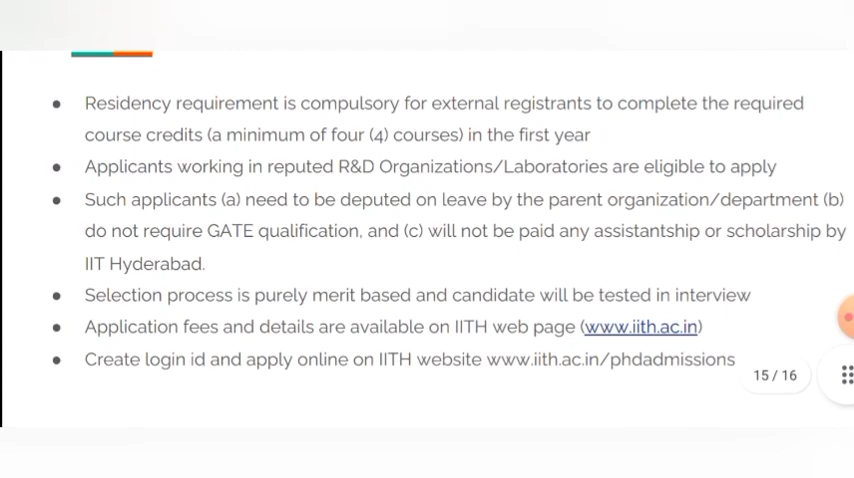 ● Residency requirement is compulsory for external registrants to complete the required
course credits (a minimum of four (4) courses) in the first year
● Applicants working in reputed R&D Organizations/Laboratories are eligible to apply
● Such applicants (a) need to be deputed on leave by the parent organization/department (b)
do not require GATE qualification, and (c) will not be paid any assistantship or scholarship by
IIT Hyderabad.
● Selection process is purely merit based and candidate will be tested in interview
● Application fees and details are available on IITH web page (www.iith.ac.in)
● Create login id and apply online on IITH website www.iith.ac.in/phdadmissions
15 / 16